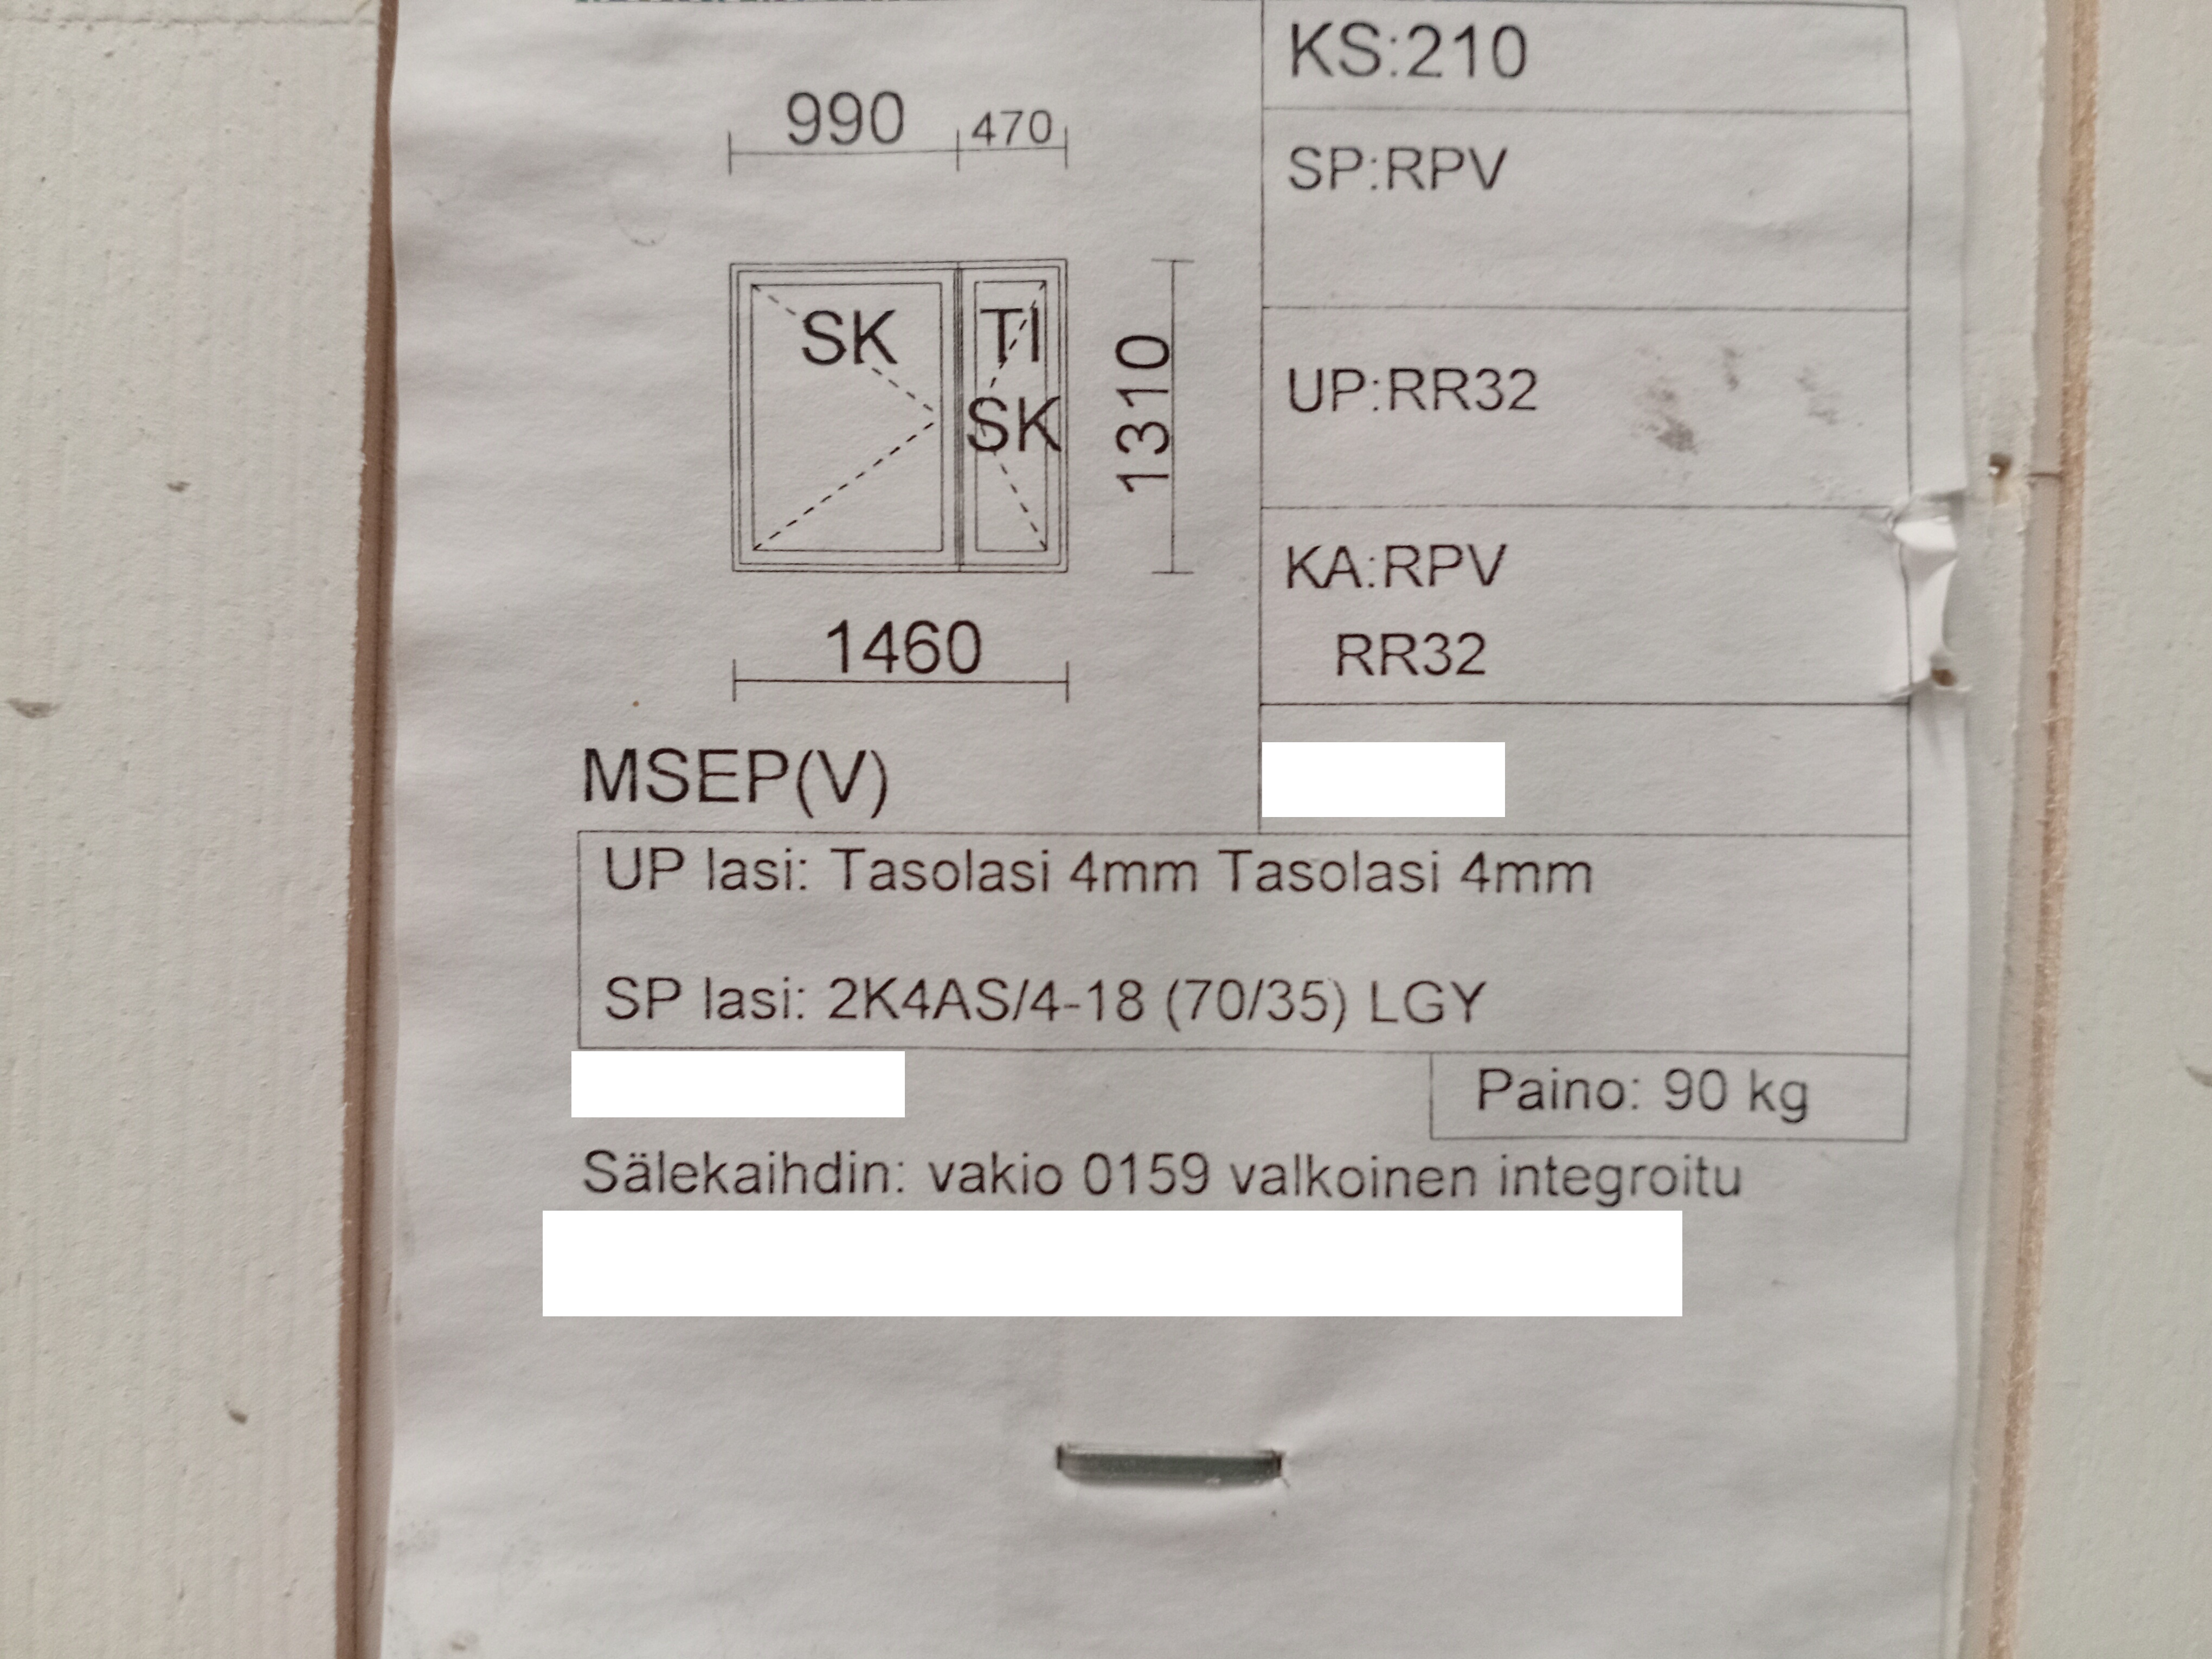 KS:210
990 470
SP:RPV
SK TI
SK
1310
UP:RR32
KA:RPV
RR32
1460
MSEP(V)
UP lasi: Tasolasi 4mm Tasolasi 4mm
SP lasi: 2K4AS/4-18 (70/35) LGY
Paino: 90 kg
Sälekaihdin: vakio 0159 valkoinen integroitu